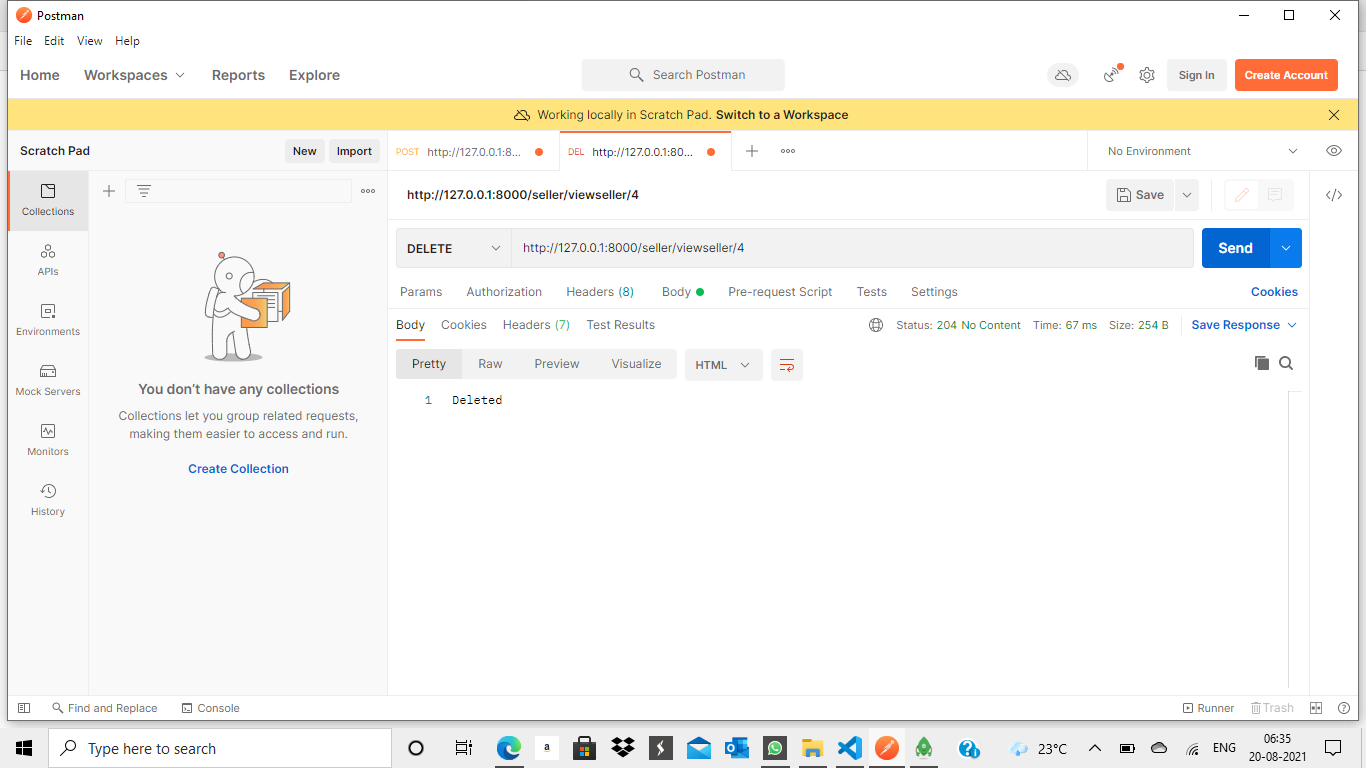 Postman
File Edit View Help
Home Workspaces Reports Explore Search Postman Sign In Create Account
Working locally in Scratch Pad. Switch to a Workspace
Scratch Pad New Import POST http://127.0.0.1:8... DEL http://127.0.0.1:80... No Environment
http://127.0.0.1:8000/seller/viewseller/4 Save
Collections
DELETE http://127.0.0.1:8000/seller/viewseller/4 Send
APIs
Params Authorization Headers (8) Body Pre-request Script Tests Settings Cookies
Environments
Body Cookies Headers (7) Test Results Status: 204 No Content Time: 67 ms Size: 254 B Save Response
Pretty Raw Preview Visualize HTML
Mock Servers
You don't have any collections
1 Deleted
Collections let you group related requests,
making them easier to access and run.
Monitors
Create Collection
History
Find and Replace Console Runner Trash
Type here to search a 23°C ENG 06:35
20-08-2021